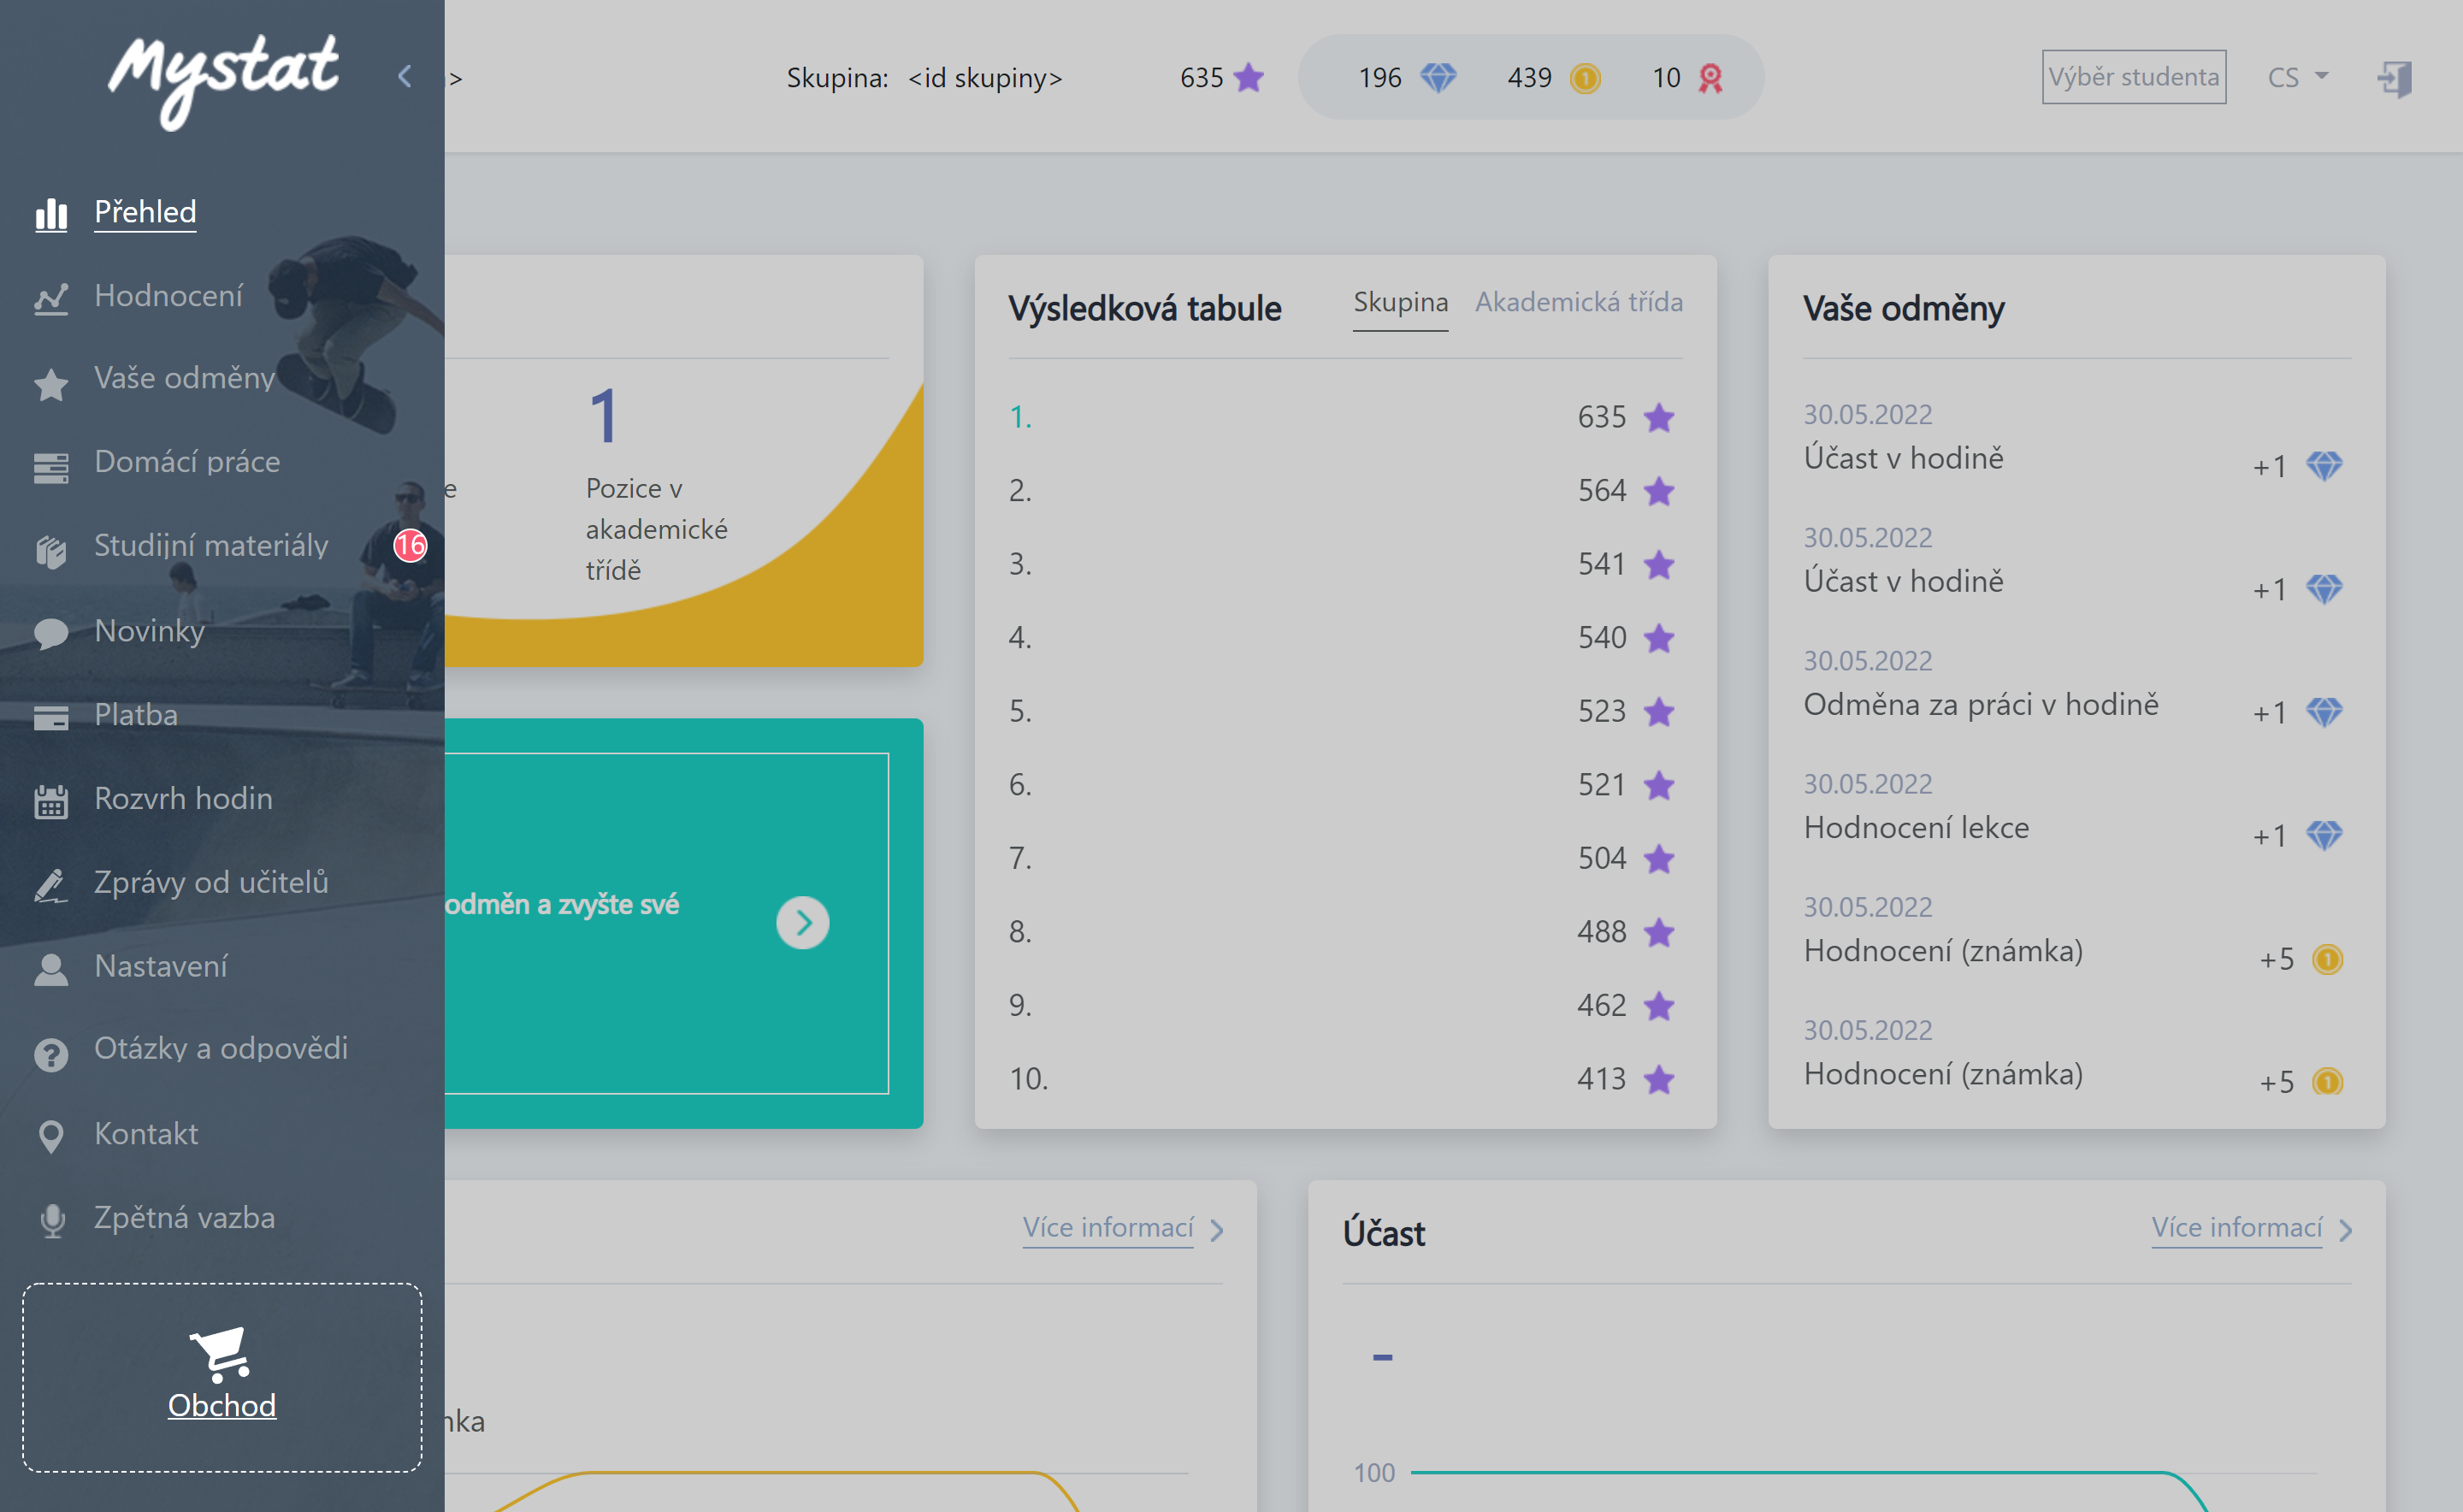 Mystat
>
Skupina: <id skupiny>
635
196
439
10
Výběr studenta
CS
Přehled
Hodnocení
Vaše odměny
Domácí práce
Studijní materiály
16
Novinky
Platba
Rozvrh hodin
Zprávy od učitelů
Nastavení
Otázky a odpovědi
Kontakt
Zpětná vazba
Obchod
e
1
Pozice v
akademické
třídě
odměn a zvyšte své
Výsledková tabule
Skupina
Akademická třída
1. 635
2. 564
3. 541
4. 540
5. 523
6. 521
7. 504
8. 488
9. 462
10. 413
Vaše odměny
30.05.2022
Účast v hodině +1
30.05.2022
Účast v hodině +1
30.05.2022
Odměna za práci v hodině +1
30.05.2022
Hodnocení lekce +1
30.05.2022
Hodnocení (známka) +5
30.05.2022
Hodnocení (známka) +5
Více informací
nka
Účast
Více informací
-
100